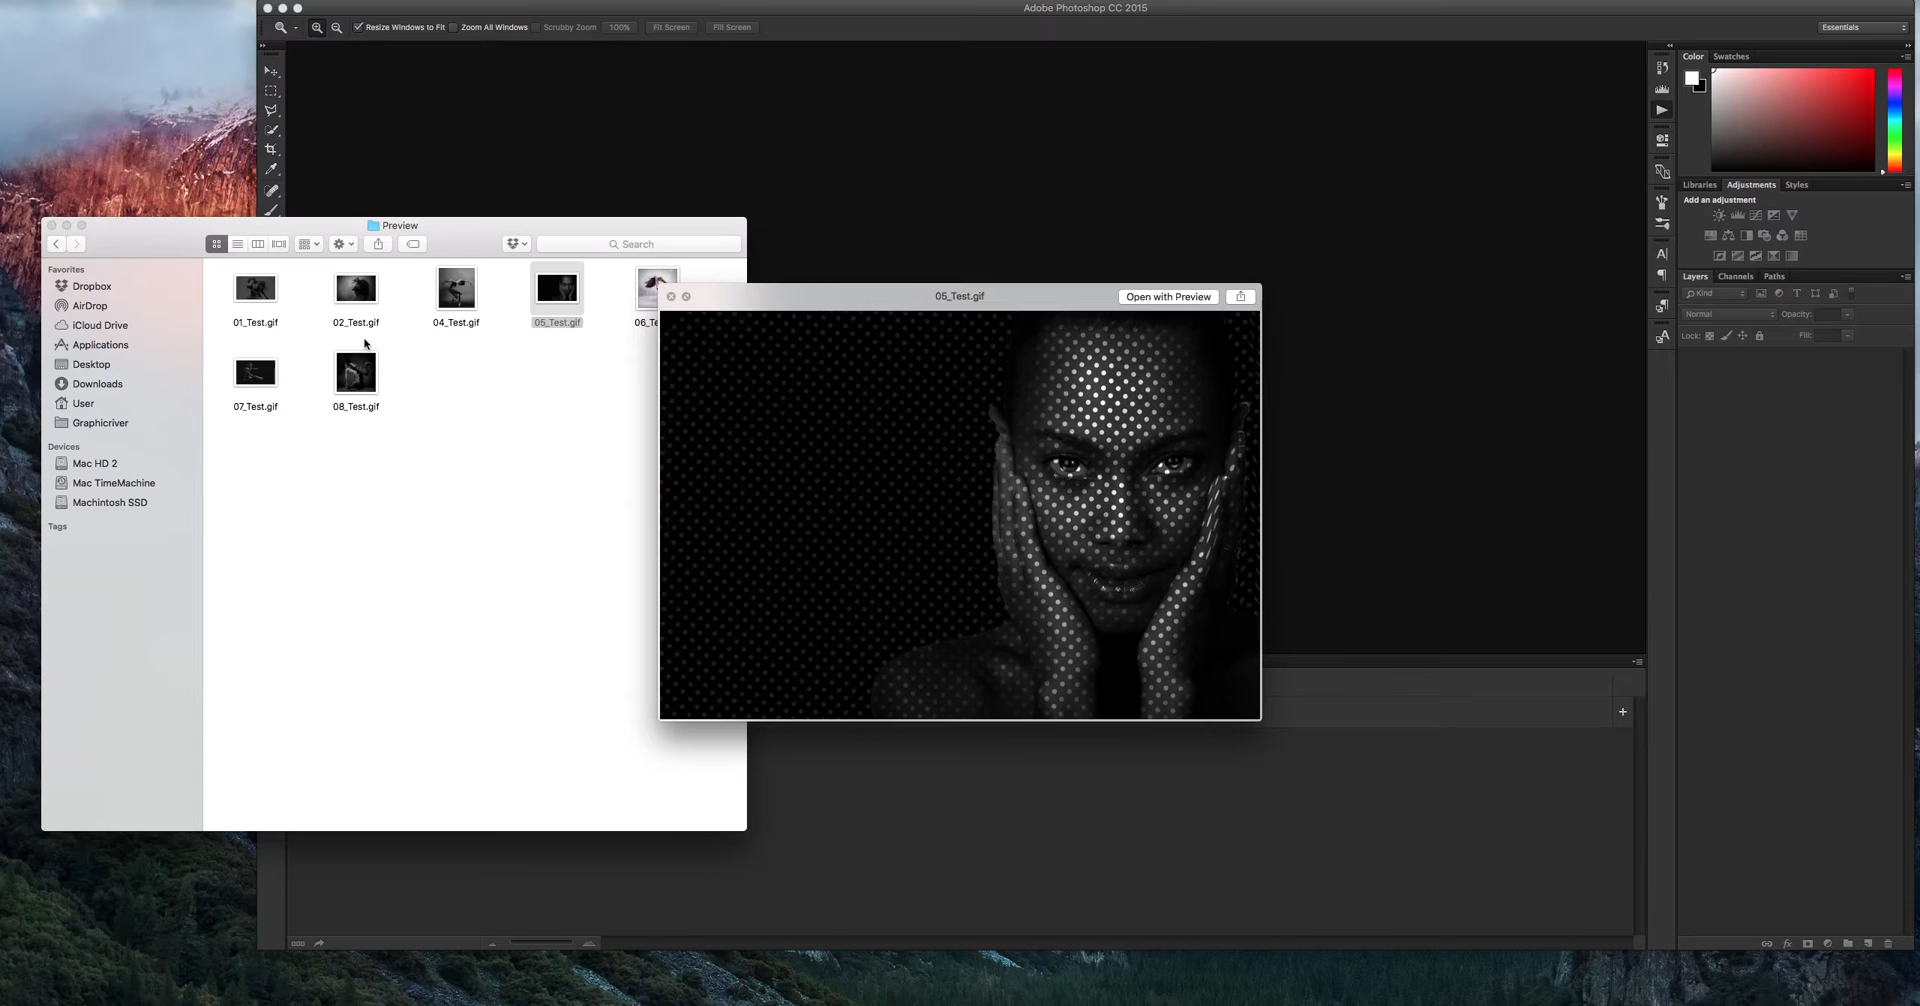 Adobe Photoshop CC 2015
Resize Windows to Fit
Zoom All Windows
Scrubby Zoom
100%
Fit Screen
Fill Screen
Essentials
Color
Swatches
Libraries
Adjustments
Styles
Add an adjustment
Layers
Channels
Paths
Kind
Normal
Opacity:
Lock:
Fill:
Preview
Search
Favorites
Dropbox
AirDrop
iCloud Drive
Applications
Desktop
Downloads
User
Graphicriver
Devices
Mac HD 2
Mac TimeMachine
Machintosh SSD
Tags
01_Test.gif
02_Test.gif
04_Test.gif
05_Test.gif
06_Te
07_Test.gif
08_Test.gif
05_Test.gif
Open with Preview